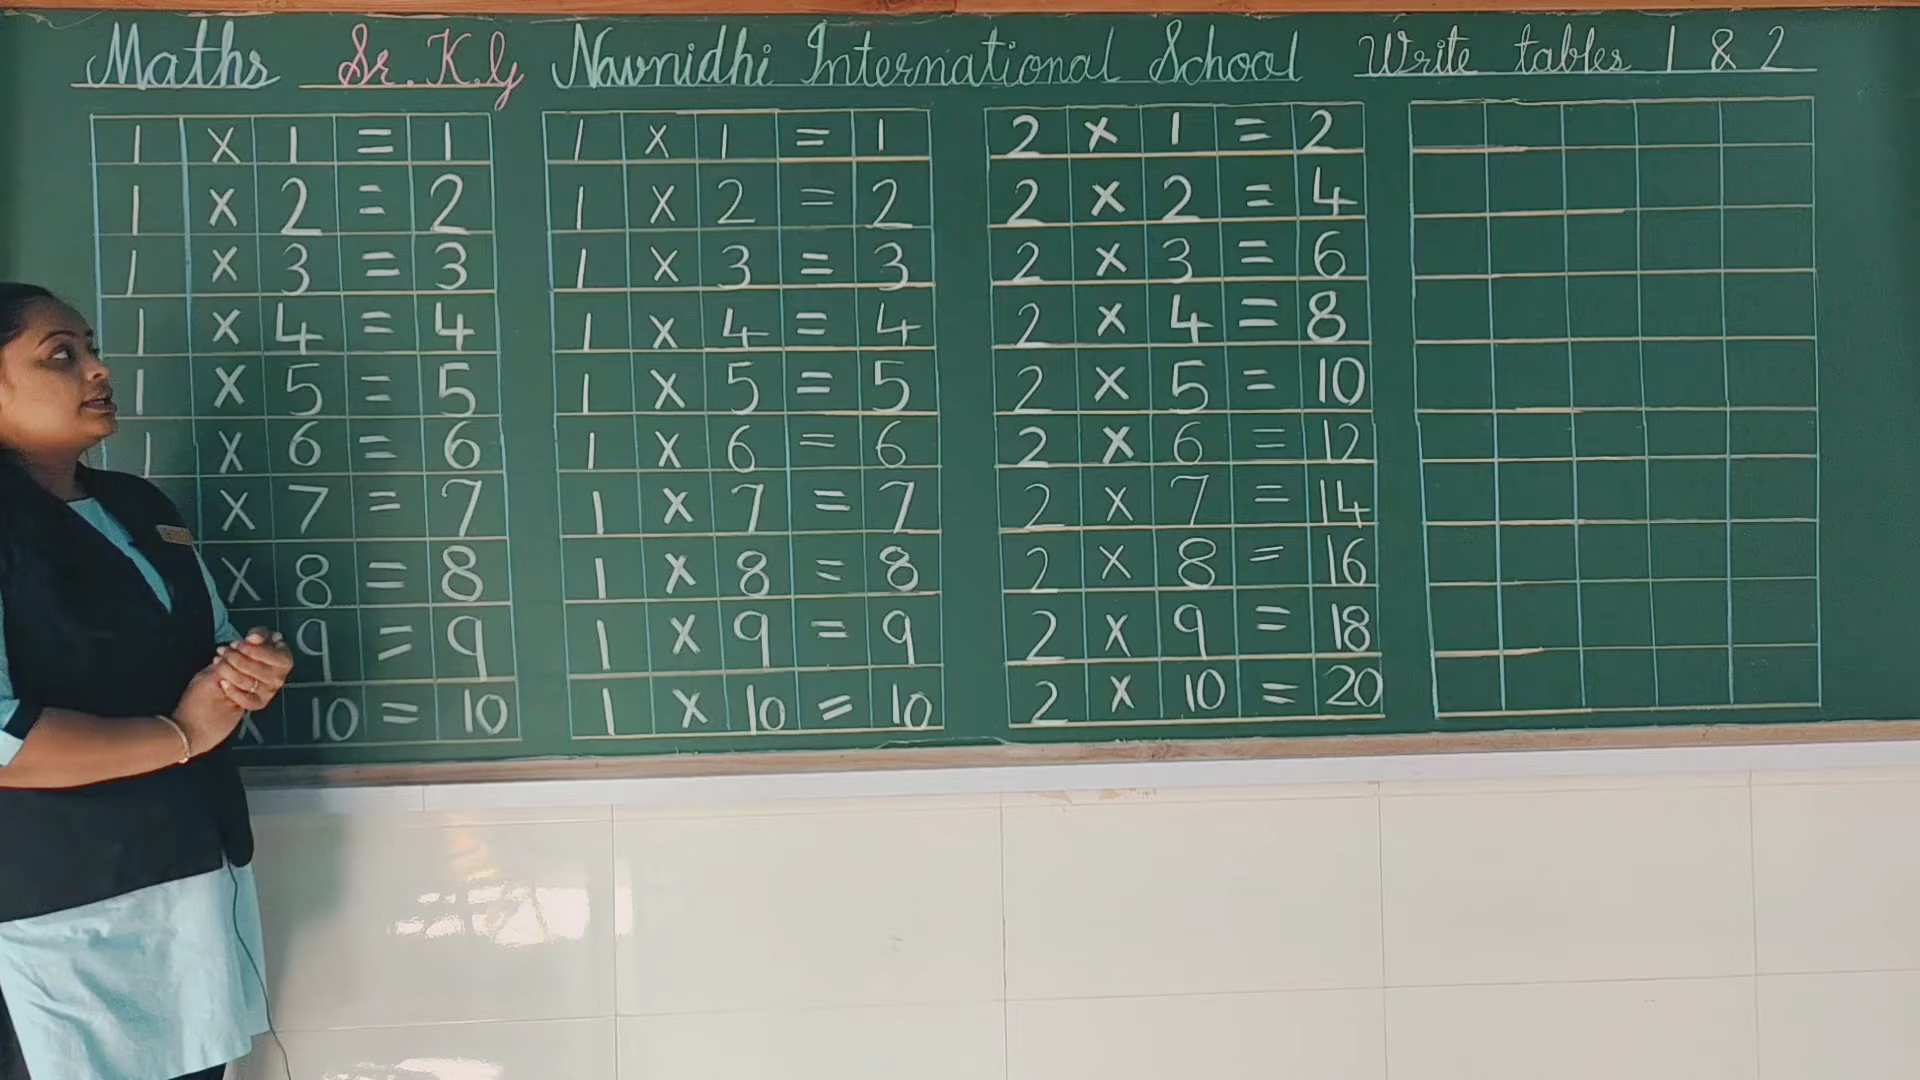 Maths Sr. K.G Navnidhi International School Write tables 1 & 2
1 × 1 = 1
1 × 2 = 2
1 × 3 = 3
1 × 4 = 4
1 × 5 = 5
1 × 6 = 6
× 7 = 7
× 8 = 8
9 = 9
× 10 = 10
1 × 1 = 1
1 × 2 = 2
1 × 3 = 3
1 × 4 = 4
1 × 5 = 5
1 × 6 = 6
1 × 7 = 7
1 × 8 = 8
1 × 9 = 9
1 × 10 = 10
2 × 1 = 2
2 × 2 = 4
2 × 3 = 6
2 × 4 = 8
2 × 5 = 10
2 × 6 = 12
2 × 7 = 14
2 × 8 = 16
2 × 9 = 18
2 × 10 = 20